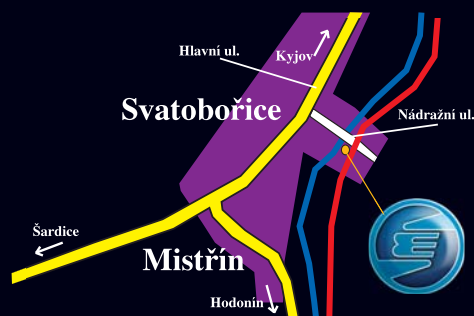 Hlavní ul.
Kyjov
Svatobořice
Nádražní ul.
Šardice
Mistřín
Hodonín